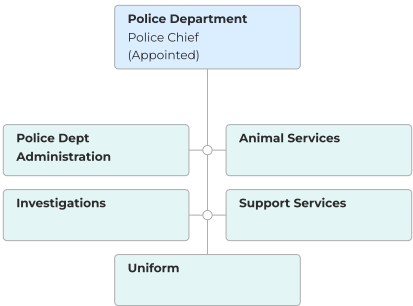 Police Department
Police Chief
(Appointed)
Police Dept
Administration
Animal Services
Investigations
Support Services
Uniform